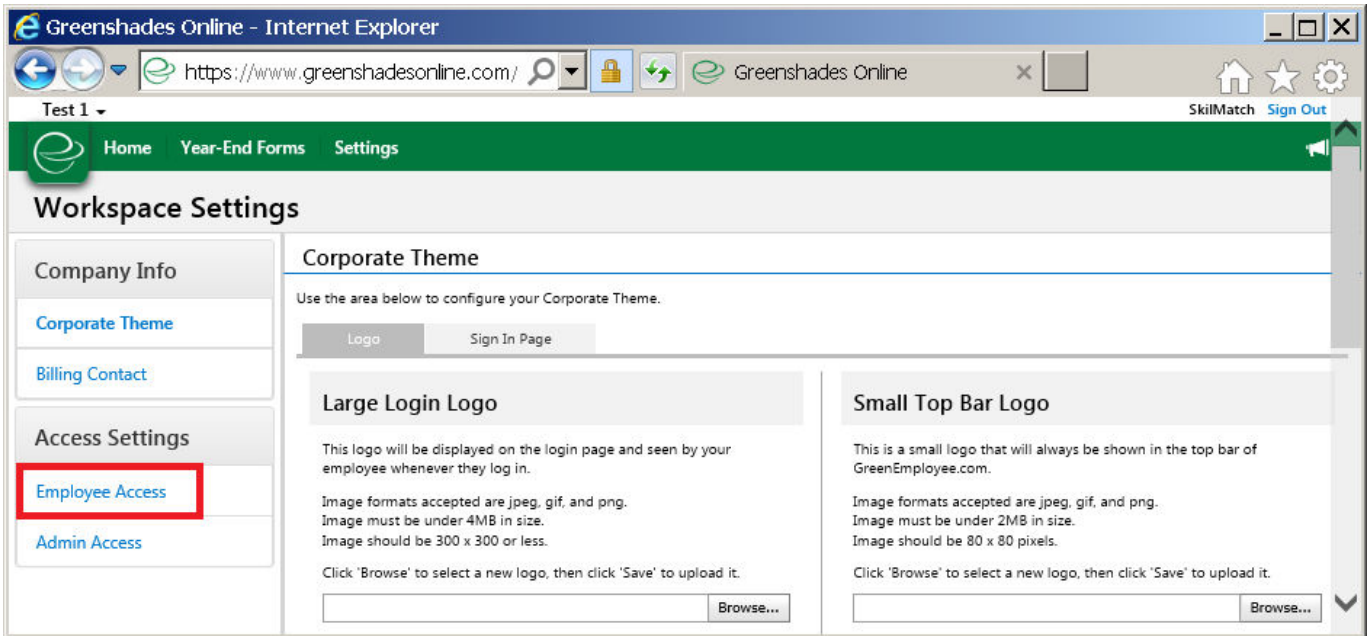 Greenshades Online - Internet Explorer
https://www.greenshadesonline.com/
Greenshades Online
Test 1
SkilMatch Sign Out
Home Year-End Forms Settings
Workspace Settings
Company Info
Corporate Theme
Billing Contact
Access Settings
Employee Access
Admin Access
Corporate Theme
Use the area below to configure your Corporate Theme.
Logo Sign In Page
Large Login Logo
This logo will be displayed on the login page and seen by your
employee whenever they log in.
Image formats accepted are jpeg, gif, and png.
Image must be under 4MB in size.
Image should be 300 x 300 or less.
Click 'Browse' to select a new logo, then click 'Save' to upload it.
Browse...
Small Top Bar Logo
This is a small logo that will always be shown in the top bar of
GreenEmployee.com.
Image formats accepted are jpeg, gif, and png.
Image must be under 2MB in size.
Image should be 80 x 80 pixels.
Click 'Browse' to select a new logo, then click 'Save' to upload it.
Browse...